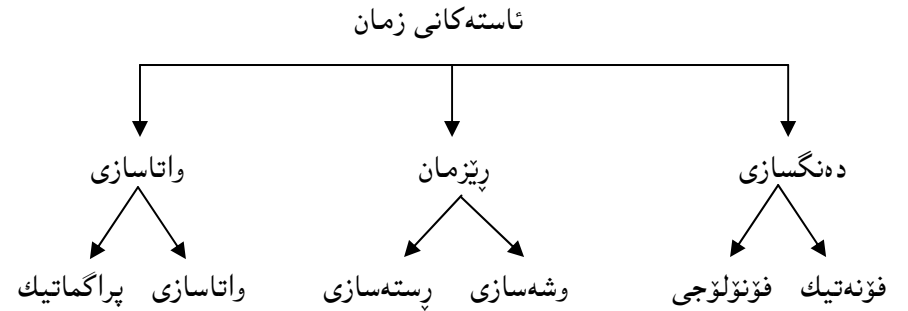 ئاستەکانی زمان
دەنگسازی ڕێزمان واتاسازی
فۆنەتیك فۆنۆلۆجی وشەسازی ڕستەسازی واتاسازی پراگماتیك